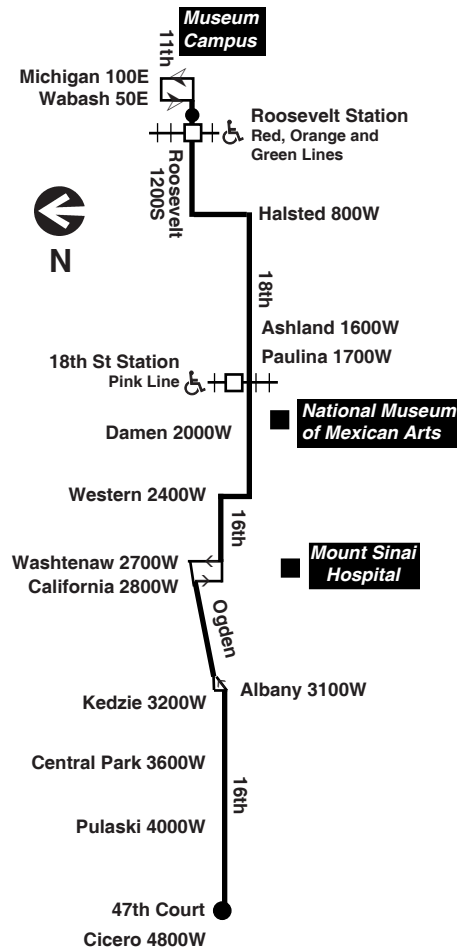 Museum
Campus
11th
Michigan 100E
Wabash 50E
Roosevelt Station
Red, Orange and
Green Lines
Roosevelt
1200S
N
Halsted 800W
18th
Ashland 1600W
Paulina 1700W
18th St Station
Pink Line
National Museum
of Mexican Arts
Damen 2000W
Western 2400W
16th
Washtenaw 2700W
California 2800W
Mount Sinai
Hospital
Ogden
Albany 3100W
Kedzie 3200W
Central Park 3600W
16th
Pulaski 4000W
47th Court
Cicero 4800W